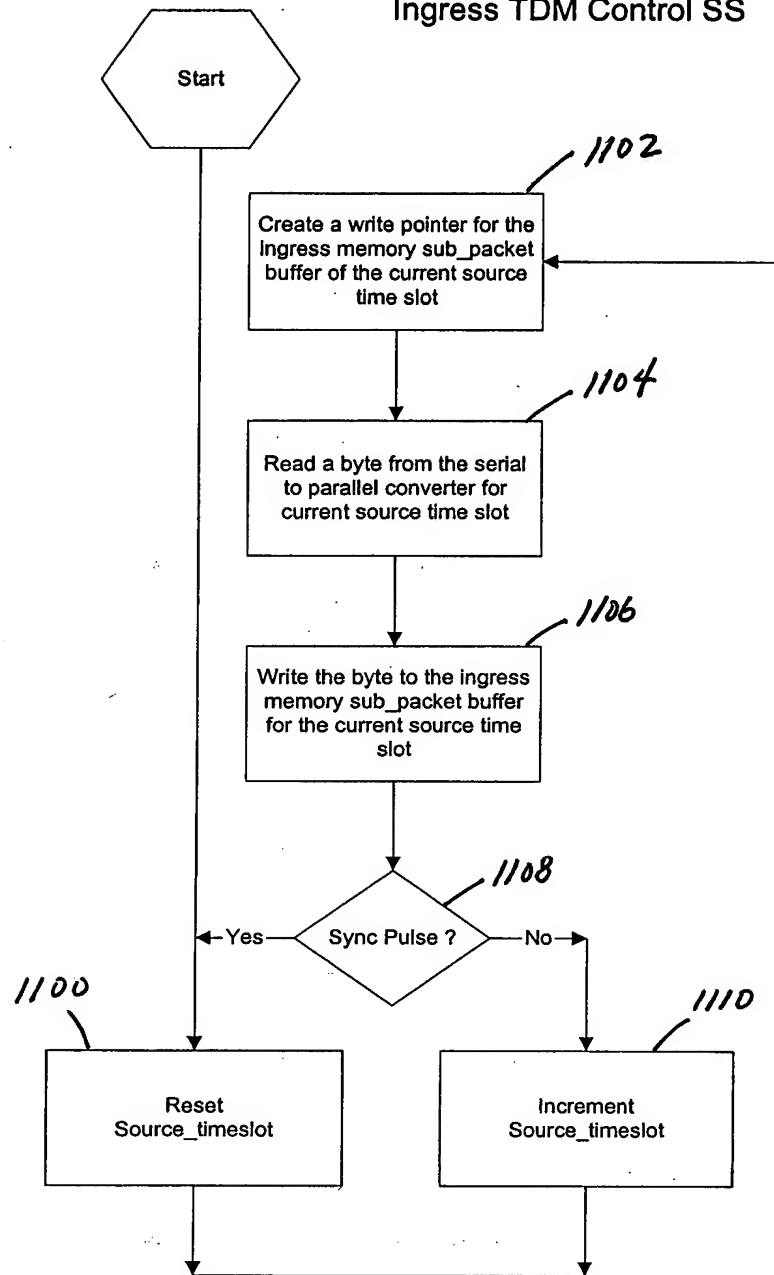 Ingress TDM Control SS
Start
1102
Create a write pointer for the
ingress memory sub_packet
buffer of the current source
time slot
1104
Read a byte from the serial
to parallel converter for
current source time slot
1106
Write the byte to the ingress
memory sub_packet buffer
for the current source time
slot
1108
Yes
Sync Pulse ?
No
1100
1110
Reset
Source_timeslot
Increment
Source_timeslot